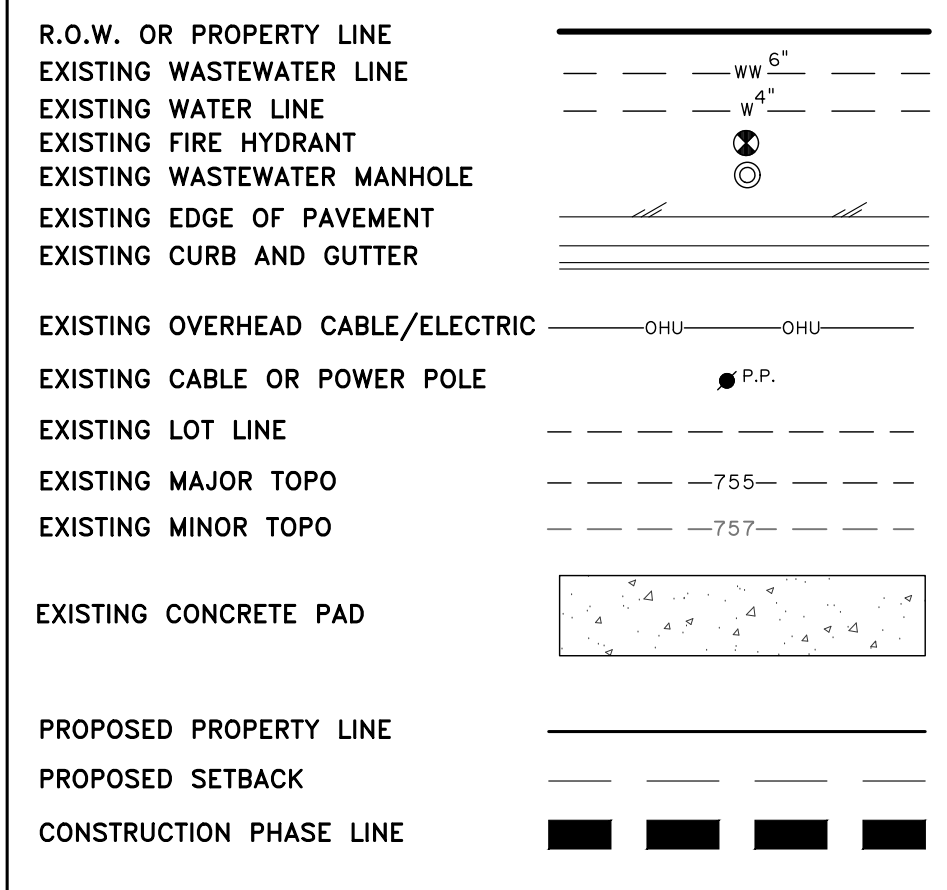 R.O.W. OR PROPERTY LINE
EXISTING WASTEWATER LINE WW 6"
EXISTING WATER LINE W 4"
EXISTING FIRE HYDRANT
EXISTING WASTEWATER MANHOLE
EXISTING EDGE OF PAVEMENT
EXISTING CURB AND GUTTER
EXISTING OVERHEAD CABLE/ELECTRIC OHU OHU
EXISTING CABLE OR POWER POLE P.P.
EXISTING LOT LINE
EXISTING MAJOR TOPO 755
EXISTING MINOR TOPO 757
EXISTING CONCRETE PAD
PROPOSED PROPERTY LINE
PROPOSED SETBACK
CONSTRUCTION PHASE LINE